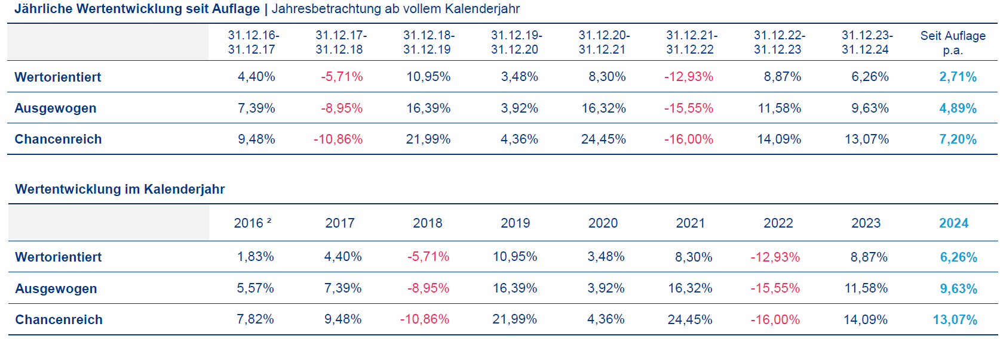 Jährliche Wertentwicklung seit Auflage | Jahresbetrachtung ab vollem Kalenderjahr
31.12.16- 31.12.17- 31.12.18- 31.12.19- 31.12.20- 31.12.21- 31.12.22- 31.12.23- Seit Auflage
31.12.17 31.12.18 31.12.19 31.12.20 31.12.21 31.12.22 31.12.23 31.12.24 p.a.
Wertorientiert 4,40% -5,71% 10,95% 3,48% 8,30% -12,93% 8,87% 6,26% 2,71%
Ausgewogen 7,39% -8,95% 16,39% 3,92% 16,32% -15,55% 11,58% 9,63% 4,89%
Chancenreich 9,48% -10,86% 21,99% 4,36% 24,45% -16,00% 14,09% 13,07% 7,20%
Wertentwicklung im Kalenderjahr
2016 ² 2017 2018 2019 2020 2021 2022 2023 2024
Wertorientiert 1,83% 4,40% -5,71% 10,95% 3,48% 8,30% -12,93% 8,87% 6,26%
Ausgewogen 5,57% 7,39% -8,95% 16,39% 3,92% 16,32% -15,55% 11,58% 9,63%
Chancenreich 7,82% 9,48% -10,86% 21,99% 4,36% 24,45% -16,00% 14,09% 13,07%